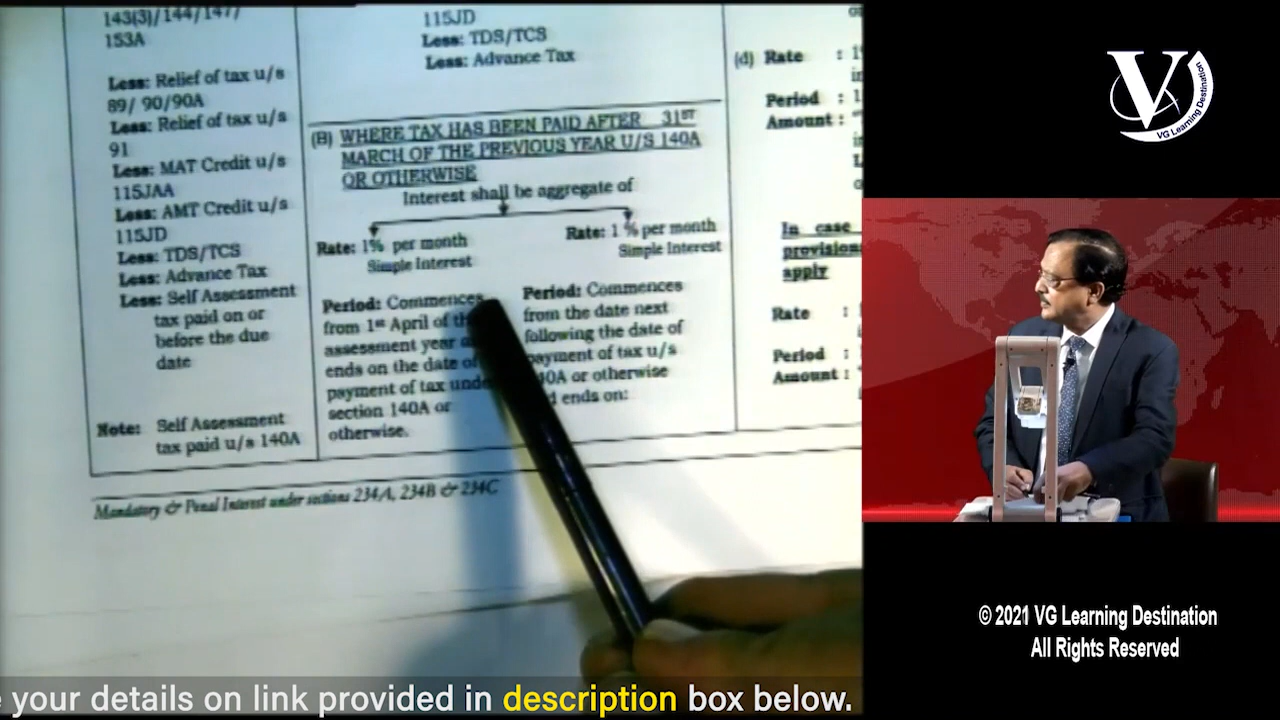 143(3)/144/147/
153A
Less: Relief of tax u/s
89/ 90/90A
Less: Relief of tax u/s
91
Less: MAT Credit u/s
115JAA
Less: AMT Credit u/s
115JD
Less: TDS/TCS
Less: Advance Tax
Less: Self Assessment
tax paid on or
before the due
date
Note: Self Assessment
tax paid u/s 140A
115JD
Less: TDS/TCS
Less: Advance Tax
(B) WHERE TAX HAS BEEN PAID AFTER 31ST
MARCH OF THE PREVIOUS YEAR U/S 140A
OR OTHERWISE
Interest shall be aggregate of
Rate: 1% per month
Simple Interest
Period: Commences
from 1st April of
assessment year
ends on the date of
payment of tax
section 140A or
otherwise.
Rate: 1 % per month
Simple Interest
Period: Commences
from the date next
following the date of
payment of tax u/s
or otherwise
ends on:
(d) Rate :
Period :
Amount :
In case
provision
apply
Rate :
Period :
Amount :
Mandatory & Penal Interest under sections 234A, 234B & 234C
V
VG Learning Destination
© 2021 VG Learning Destination
All Rights Reserved
your details on link provided in description box below.